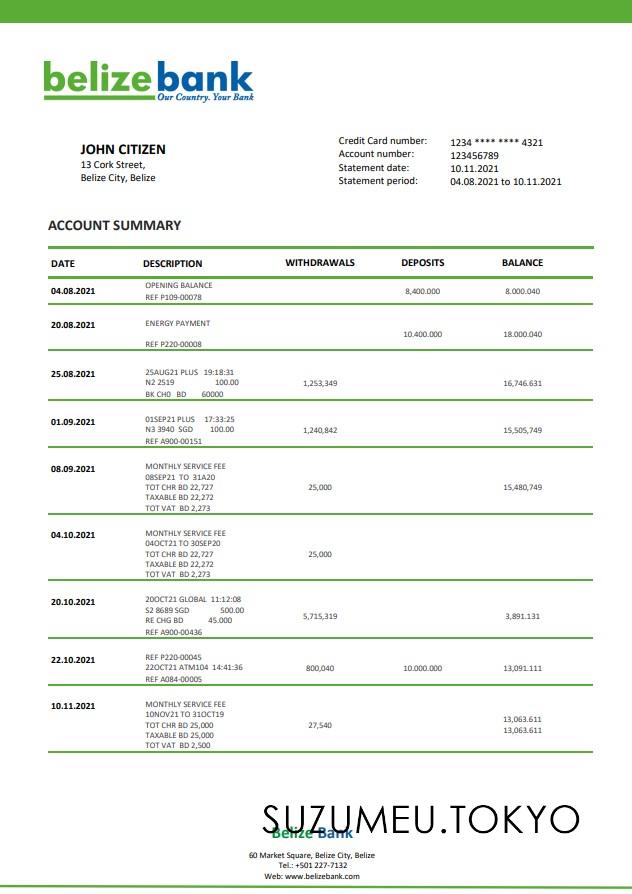 belizebank
Our Country. Your Bank
JOHN CITIZEN
13 Cork Street,
Belize City, Belize
Credit Card number: 1234 **** **** 4321
Account number: 123456789
Statement date: 10.11.2021
Statement period: 04.08.2021 to 10.11.2021
ACCOUNT SUMMARY
DATE DESCRIPTION WITHDRAWALS DEPOSITS BALANCE
04.08.2021 OPENING BALANCE 8,400.000 8.000.040
REF P109-00078
20.08.2021 ENERGY PAYMENT
10.400.000 18.000.040
REF P220-00008
25.08.2021 25AUG21 PLUS 19:18:31
N2 2519 100.00 1,253,349 16,746.631
BK CH0 BD 60000
01.09.2021 01SEP21 PLUS 17:33:25
N3 3940 SGD 100.00 1,240,842 15,505,749
REF A900-00151
08.09.2021 MONTHLY SERVICE FEE
08SEP21 TO 31A20
TOT CHR BD 22,727 25,000 15,480,749
TAXABLE BD 22,272
TOT VAT BD 2,273
04.10.2021 MONTHLY SERVICE FEE
04OCT21 TO 30SEP20
TOT CHR BD 22,727 25,000
TAXABLE BD 22,272
TOT VAT BD 2,273
20.10.2021 20OCT21 GLOBAL 11:12:08
S2 8689 SGD 500.00
RE CHG BD 45.000 5,715,319 3,891.131
REF A900-00436
22.10.2021 REF P220-00045
22OCT21 ATM104 14:41:36 800,040 10.000.000 13,091.111
REF A084-00005
10.11.2021 MONTHLY SERVICE FEE
10NOV21 TO 31OCT19 13,063.611
TOT CHR BD 25,000 27,540 13,063.611
TAXABLE BD 25,000
TOT VAT BD 2,500
SUZUMEU.TOKYO
Belize Bank
60 Market Square, Belize City, Belize
Tel.: +501 227-7132
Web: www.belizebank.com